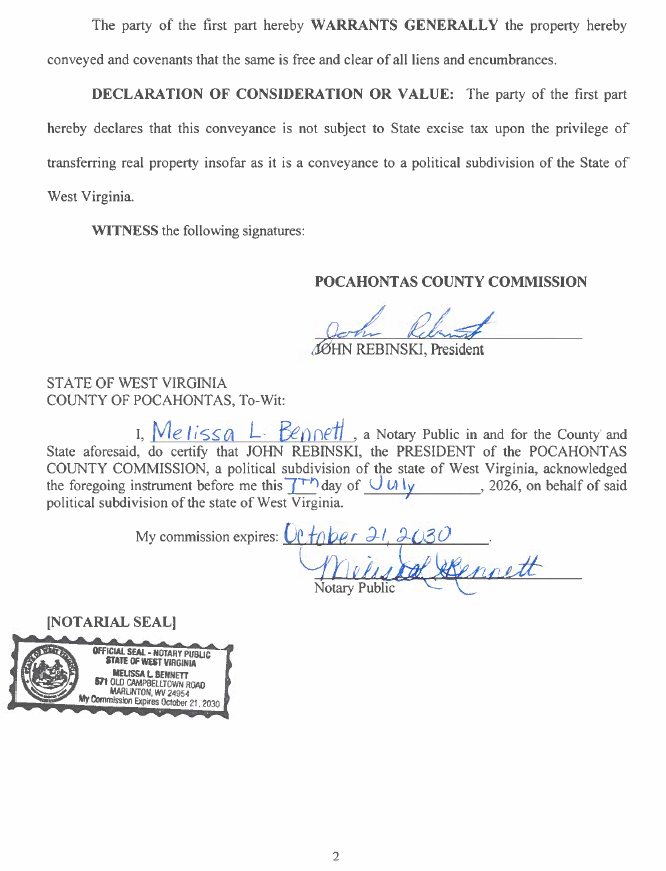 The party of the first part hereby WARRANTS GENERALLY the property hereby
conveyed and covenants that the same is free and clear of all liens and encumbrances.
DECLARATION OF CONSIDERATION OR VALUE: The party of the first part
hereby declares that this conveyance is not subject to State excise tax upon the privilege of
transferring real property insofar as it is a conveyance to a political subdivision of the State of
West Virginia.
WITNESS the following signatures:
POCAHONTAS COUNTY COMMISSION
John Rebinski
JOHN REBINSKI, President
STATE OF WEST VIRGINIA
COUNTY OF POCAHONTAS, To-Wit:
I, Melissa L. Bennett, a Notary Public in and for the County and
State aforesaid, do certify that JOHN REBINSKI, the PRESIDENT of the POCAHONTAS
COUNTY COMMISSION, a political subdivision of the state of West Virginia, acknowledged
the foregoing instrument before me this 7th day of July, 2026, on behalf of said
political subdivision of the state of West Virginia.
My commission expires: October 21, 2030.
Melissa L Bennett
Notary Public
[NOTARIAL SEAL]
OFFICIAL SEAL - NOTARY PUBLIC
STATE OF WEST VIRGINIA
MELISSA L. BENNETT
571 OLD CAMPBELLTOWN ROAD
MARLINTON, WV 24954
My Commission Expires October 21, 2030
2